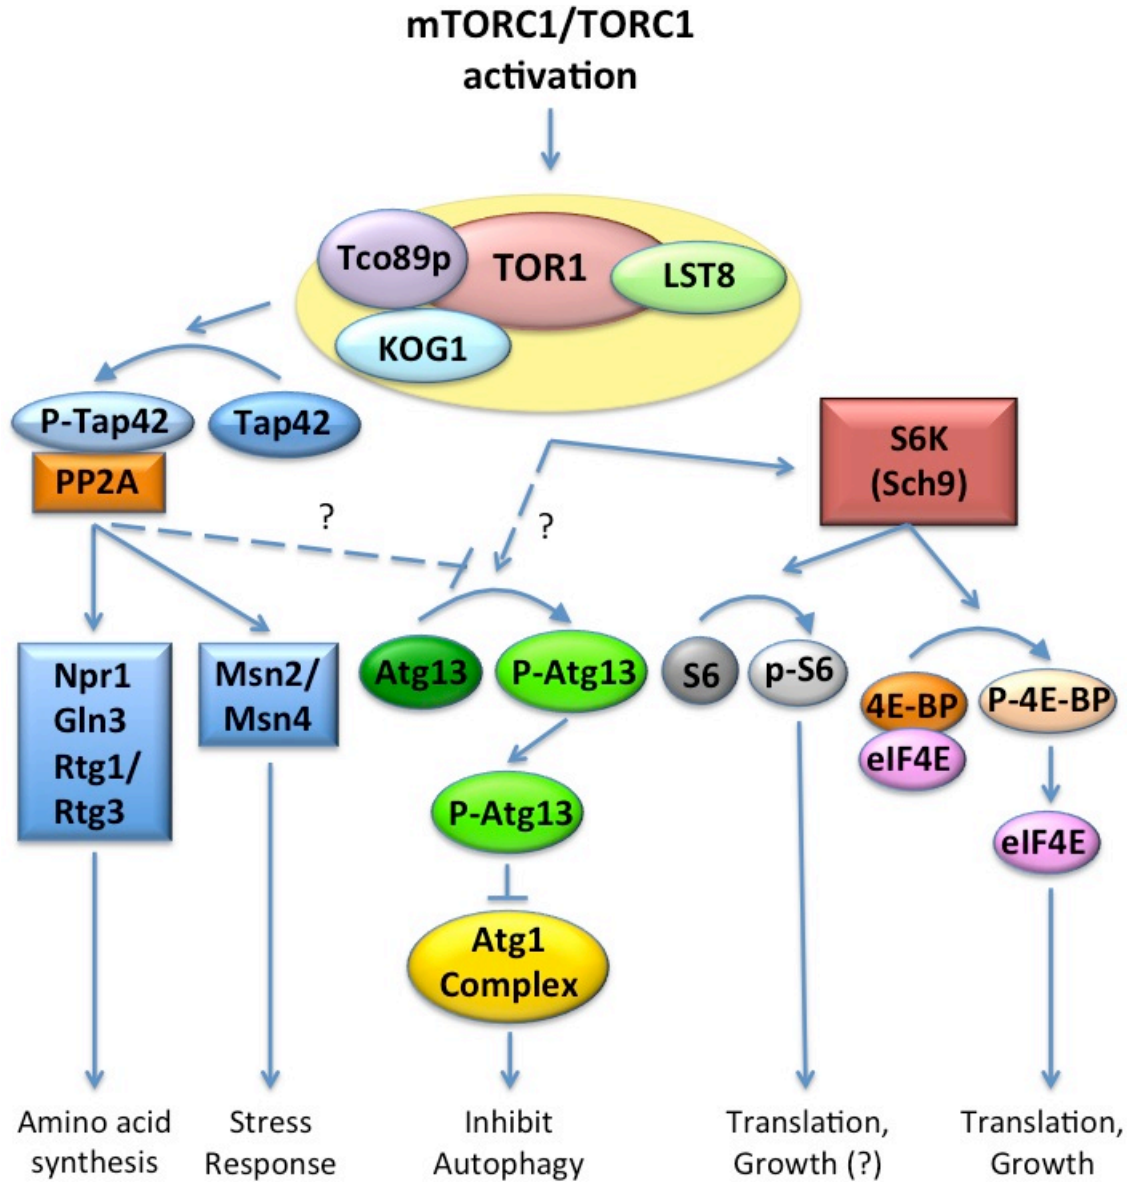 mTORC1/TORC1
activation
Tco89p
TOR1
LST8
KOG1
P-Tap42
Tap42
PP2A
S6K
(Sch9)
?
?
Npr1
Gln3
Rtg1/
Rtg3
Msn2/
Msn4
Atg13
P-Atg13
S6
p-S6
4E-BP
eIF4E
P-4E-BP
P-Atg13
eIF4E
Atg1
Complex
Amino acid
synthesis
Stress
Response
Inhibit
Autophagy
Translation,
Growth (?)
Translation,
Growth